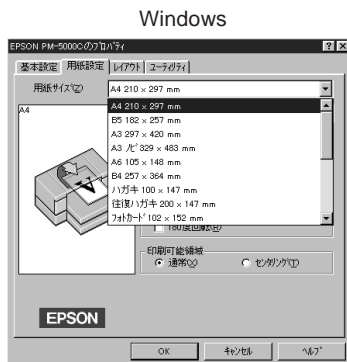 Windows
EPSON PM-5000Cのプロパティ
基本設定 用紙設定 レイアウト ユーティリティ
用紙サイズ(Z) A4 210 x 297 mm
A4
A4 210 x 297 mm
B5 182 x 257 mm
A3 297 x 420 mm
A3 ノビ 329 x 483 mm
A6 105 x 148 mm
B4 257 x 364 mm
ハガキ 100 x 147 mm
往復ハガキ 200 x 147 mm
フォトカード 102 x 152 mm
180度回転(R)
印刷可能領域
通常(X) センタリング(T)
EPSON
OK キャンセル ヘルプ